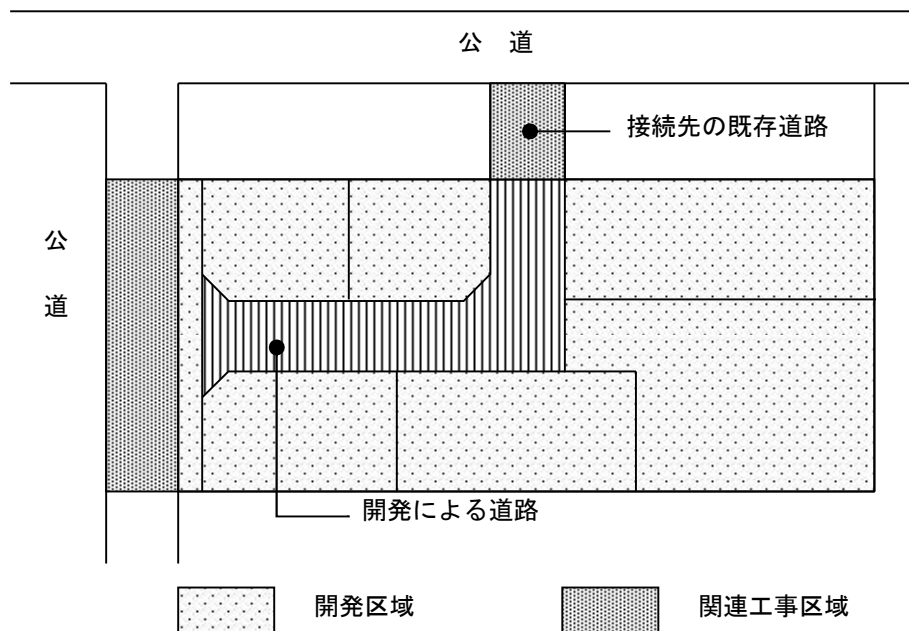 公 道
接続先の既存道路
公
道
開発による道路
開発区域
関連工事区域